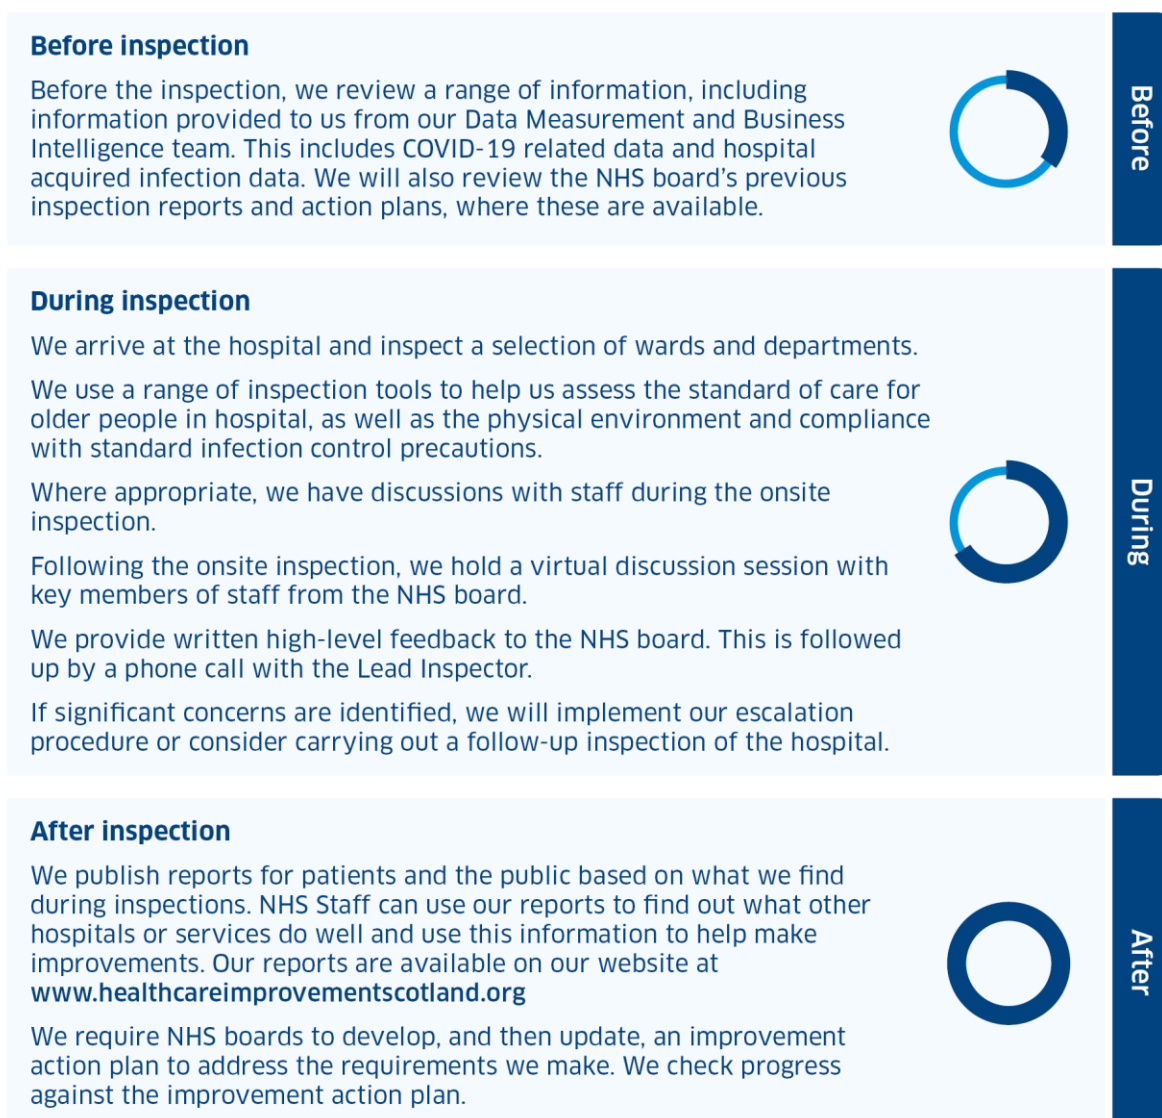 Before inspection
Before the inspection, we review a range of information, including
information provided to us from our Data Measurement and Business
Intelligence team. This includes COVID-19 related data and hospital
acquired infection data. We will also review the NHS board's previous
inspection reports and action plans, where these are available.
Before
During inspection
We arrive at the hospital and inspect a selection of wards and departments.
We use a range of inspection tools to help us assess the standard of care for
older people in hospital, as well as the physical environment and compliance
with standard infection control precautions.
Where appropriate, we have discussions with staff during the onsite
inspection.
Following the onsite inspection, we hold a virtual discussion session with
key members of staff from the NHS board.
We provide written high-level feedback to the NHS board. This is followed
up by a phone call with the Lead Inspector.
If significant concerns are identified, we will implement our escalation
procedure or consider carrying out a follow-up inspection of the hospital.
During
After inspection
We publish reports for patients and the public based on what we find
during inspections. NHS Staff can use our reports to find out what other
hospitals or services do well and use this information to help make
improvements. Our reports are available on our website at
www.healthcareimprovementscotland.org
We require NHS boards to develop, and then update, an improvement
action plan to address the requirements we make. We check progress
against the improvement action plan.
After